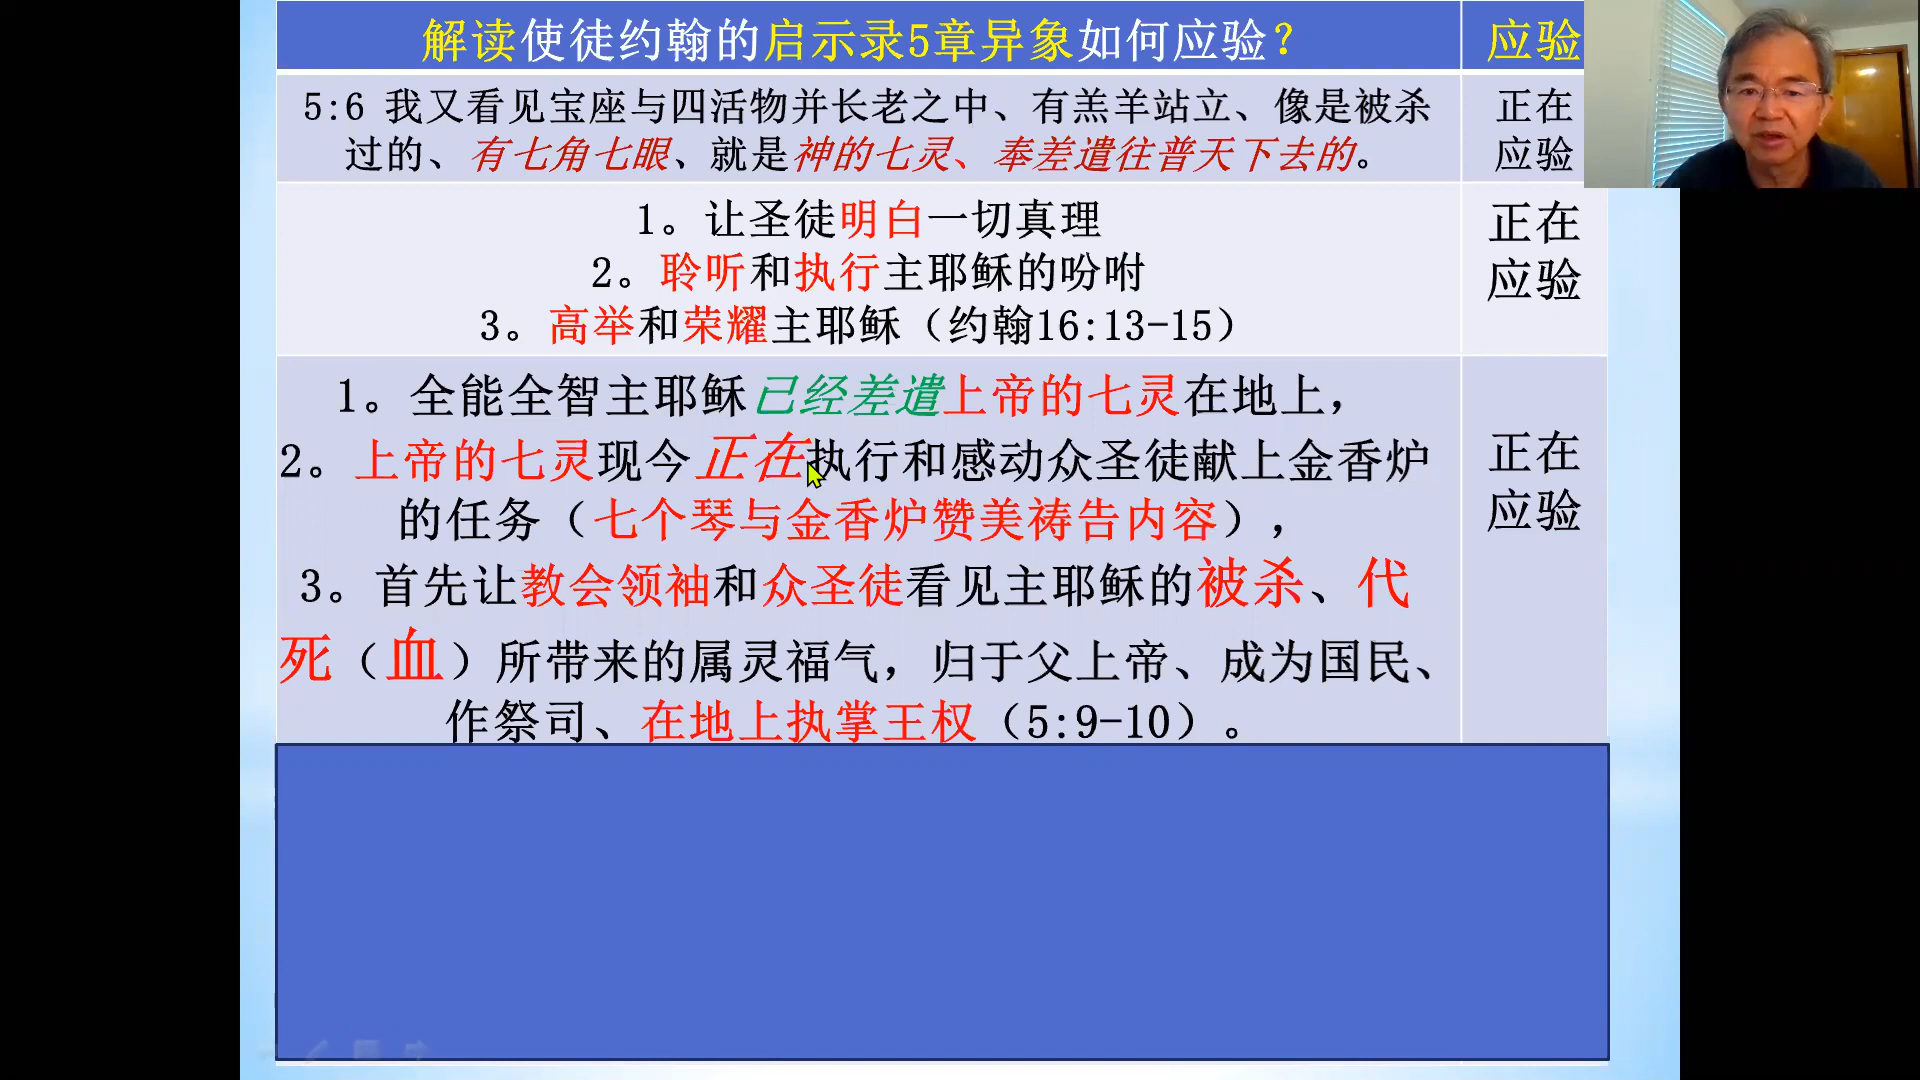 解读使徒约翰的启示录5章异象如何应验？ 应验
5:6 我又看见宝座与四活物并长老之中、有羔羊站立、像是被杀 正在
过的、有七角七眼、就是神的七灵、奉差遣往普天下去的。 应验
1。让圣徒明白一切真理 正在
2。聆听和执行主耶稣的吩咐 应验
3。高举和荣耀主耶稣（约翰16:13-15）
1。全能全智主耶稣已经差遣上帝的七灵在地上，
2。上帝的七灵现今正在执行和感动众圣徒献上金香炉 正在
的任务（七个琴与金香炉赞美祷告内容）， 应验
3。首先让教会领袖和众圣徒看见主耶稣的被杀、代
死（血）所带来的属灵福气，归于父上帝、成为国民、
作祭司、在地上执掌王权（5:9-10）。